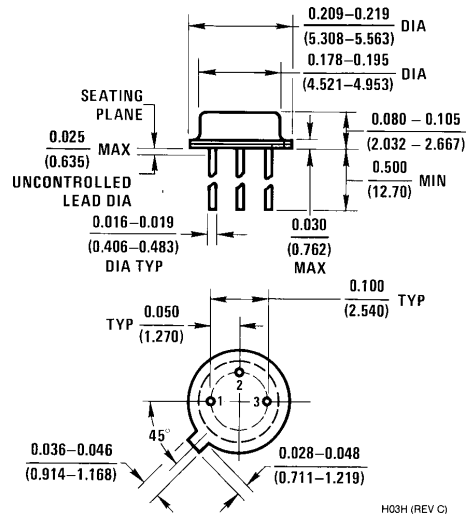 0.209–0.219 DIA
(5.308–5.563)
0.178–0.195 DIA
(4.521–4.953)
SEATING
PLANE
0.080 – 0.105
(2.032 – 2.667)
0.025 MAX
(0.635)
0.500 MIN
(12.70)
UNCONTROLLED
LEAD DIA
0.016–0.019
(0.406–0.483)
DIA TYP
0.030
(0.762)
MAX
0.100 TYP
(2.540)
TYP 0.050
(1.270)
2
1
3
45°
0.036–0.046
(0.914–1.168)
0.028–0.048
(0.711–1.219)
H03H (REV C)